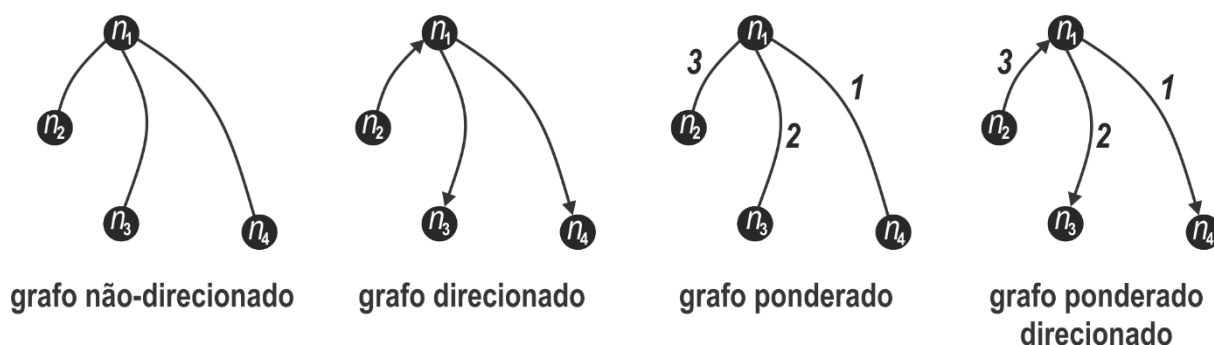 n1
n1
n1
n1
3
1
3
1
n2
n2
n2
n2
2
2
n3
n4
n3
n4
n3
n4
n3
n4
grafo não-direcionado
grafo direcionado
grafo ponderado
grafo ponderado
direcionado